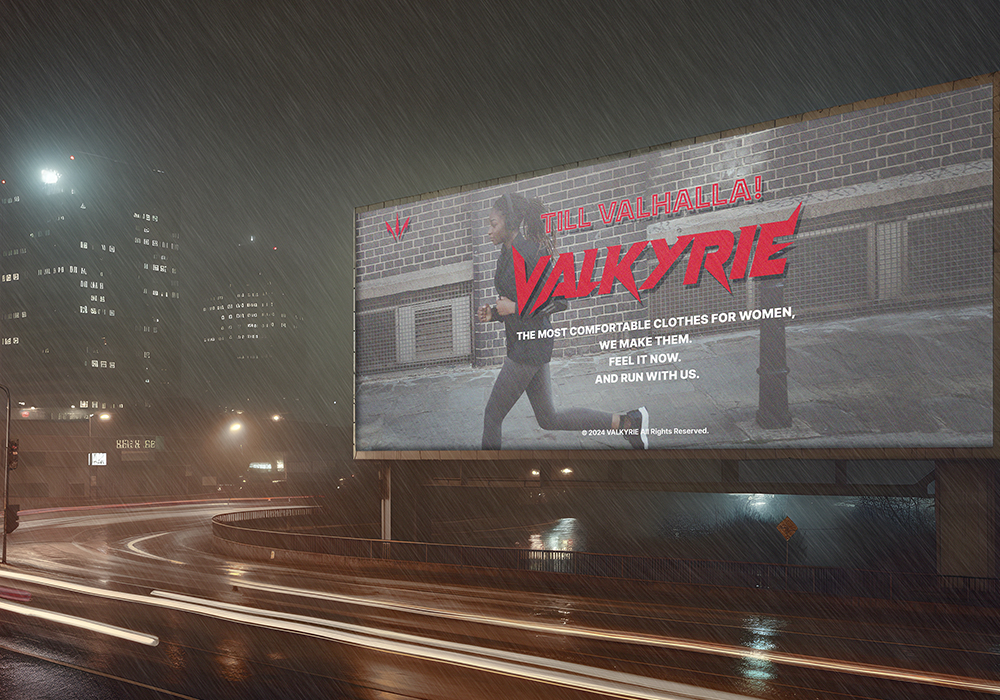 TILL VALHALLA!
VALKYRIE
THE MOST COMFORTABLE CLOTHES FOR WOMEN,
WE MAKE THEM.
FEEL IT NOW.
AND RUN WITH US.
© 2024 VALKYRIE All Rights Reserved.